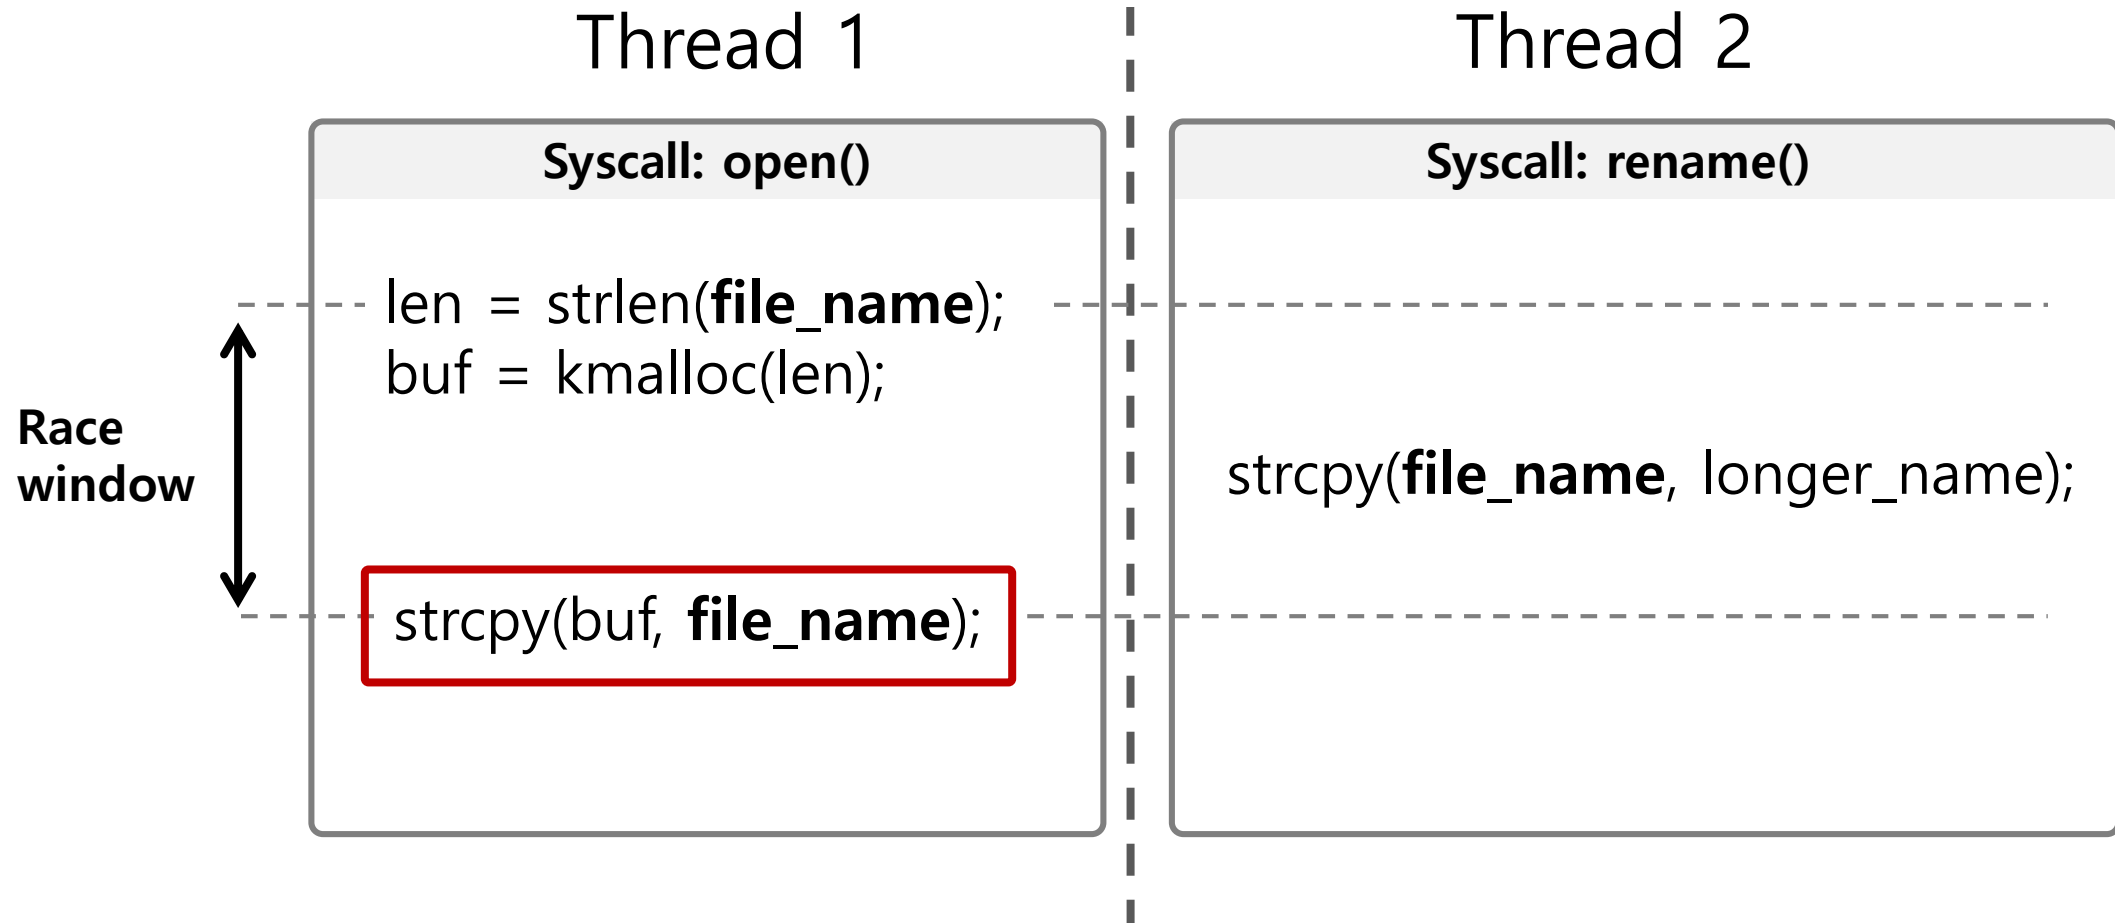 Thread 1
Thread 2
Syscall: open()
Syscall: rename()
len = strlen(file_name);
buf = kmalloc(len);
Race
window
strcpy(file_name, longer_name);
strcpy(buf, file_name);